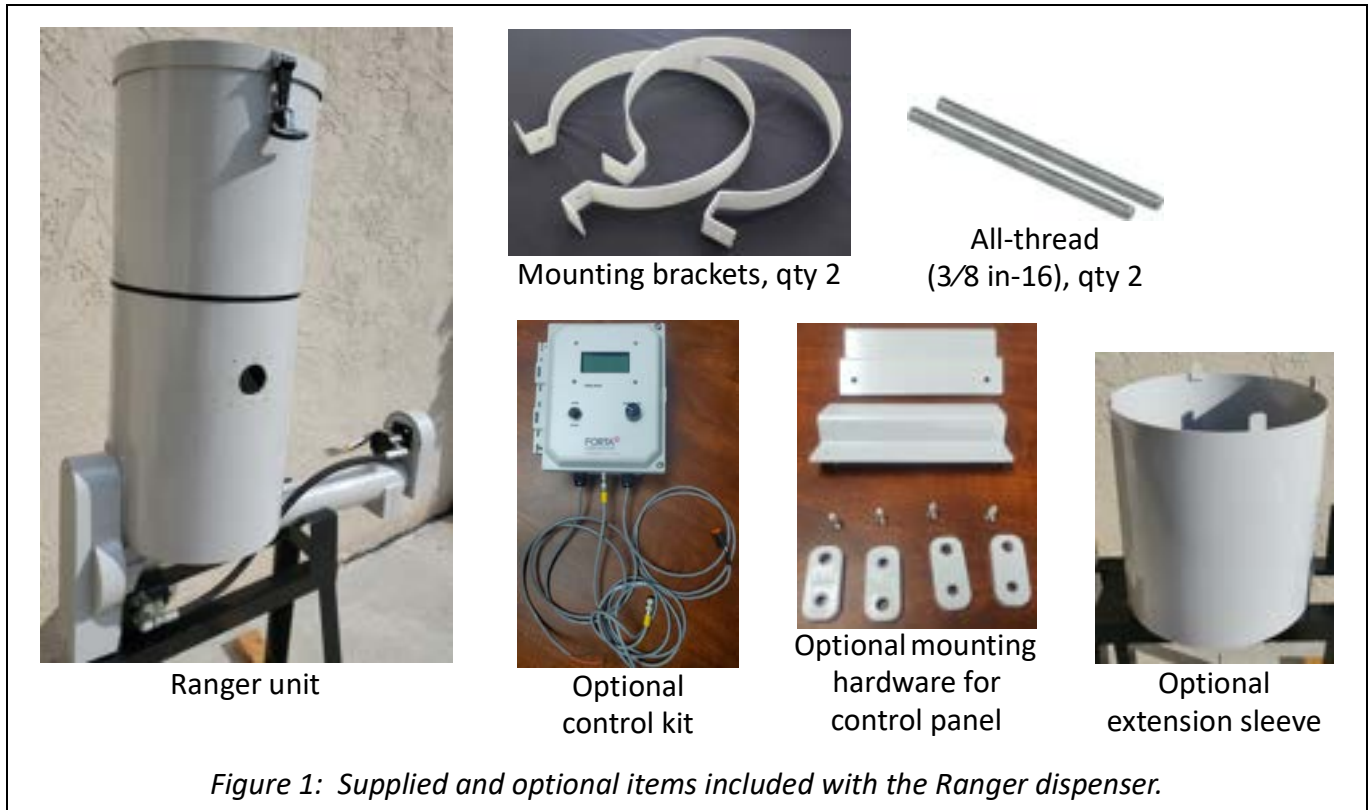 Mounting brackets, qty 2
All-thread
(3⁄8 in-16), qty 2
Ranger unit
FORTA
Optional
control kit
Optional mounting
hardware for
control panel
Optional
extension sleeve
Figure 1:  Supplied and optional items included with the Ranger dispenser.